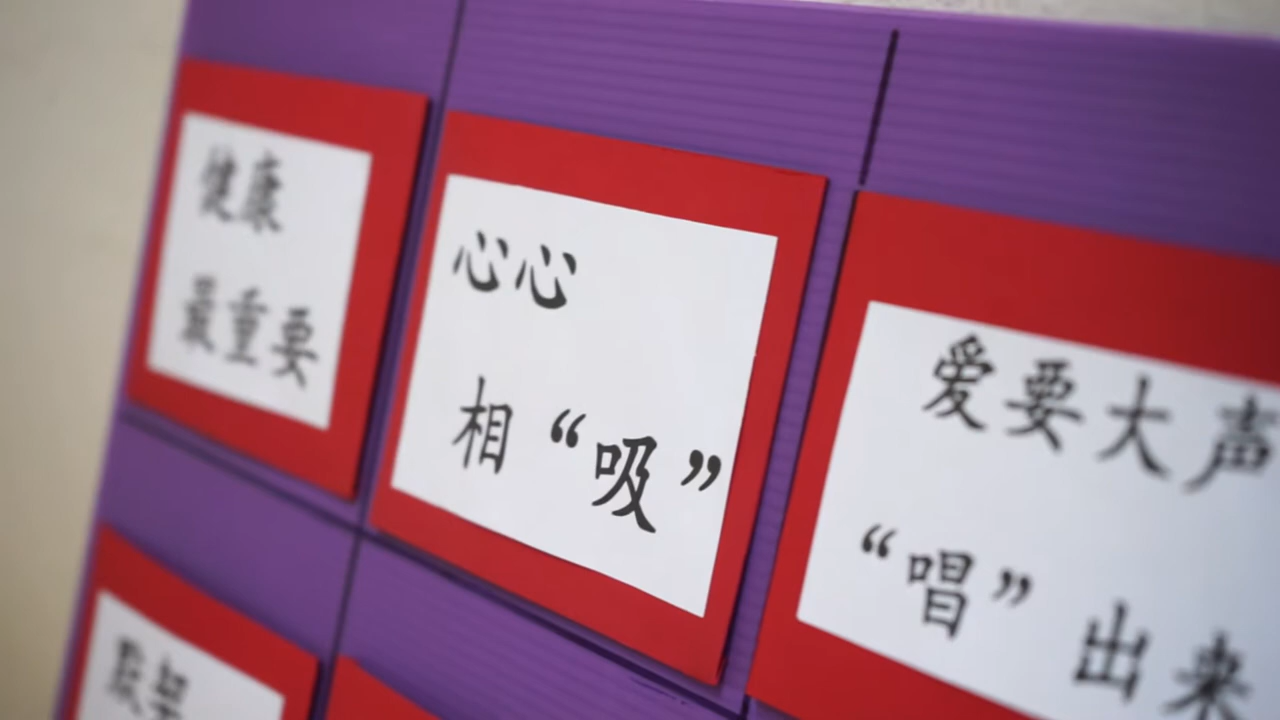 健康
最重要
心心
相“吸”
爱要大声
“唱”出来